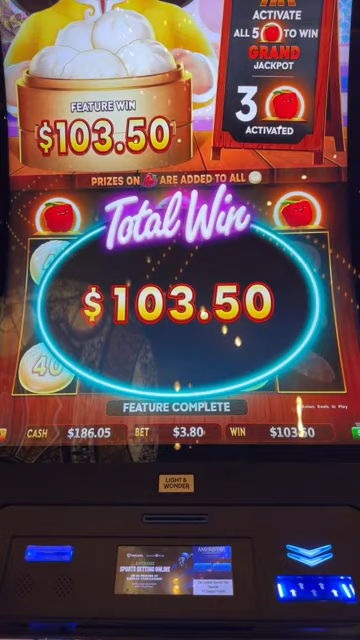 ACTIVATE
ALL 5 TO WIN
GRAND
JACKPOT
3
ACTIVATED
FEATURE WIN
$103.50
PRIZES ON ARE ADDED TO ALL
Total Win
$103.50
40
FEATURE COMPLETE
CASH $186.05 BET $3.80 WIN $103.50
LIGHT &
WONDER
SPORTS BETTING ONLINE
AMERISTAR